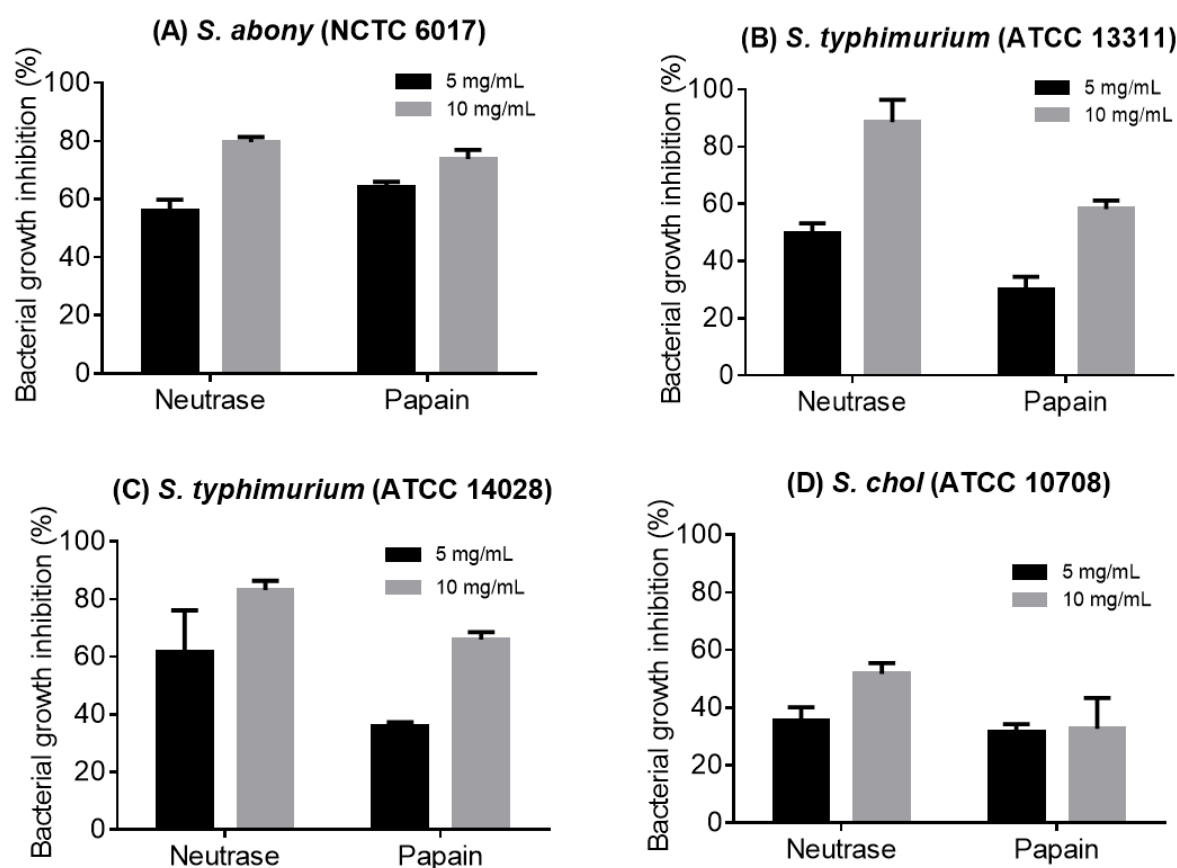 (A) S. abony (NCTC 6017)
Bacterial growth inhibition (%)
100
80
60
40
20
0
5 mg/mL
10 mg/mL
Neutrase
Papain
(B) S. typhimurium (ATCC 13311)
Bacterial growth inhibition (%)
100
80
60
40
20
0
5 mg/mL
10 mg/mL
Neutrase
Papain
(C) S. typhimurium (ATCC 14028)
Bacterial growth inhibition (%)
100
80
60
40
20
0
5 mg/mL
10 mg/mL
Neutrase
Papain
(D) S. chol (ATCC 10708)
Bacterial growth inhibition (%)
100
80
60
40
20
0
5 mg/mL
10 mg/mL
Neutrase
Papain